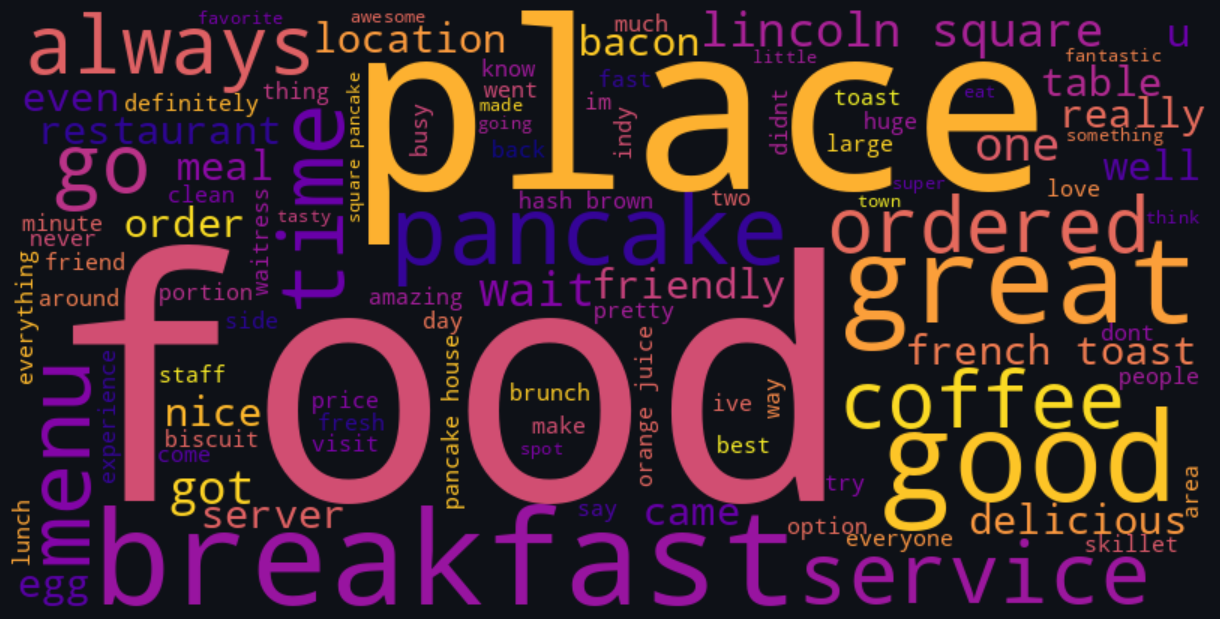 favorite
awesome
always
location
place
bacon
much
lincoln square
u
little
fantastic
even
definitely
thing
know
went
fast
table
made
im
toast
eat
really
restaurant
time
square pancake
busy
going
back
indy
didnt
huge
large
one
something
go
meal
well
clean
hash brown
two
super
town
love
minute
order
waitress
tasty
pancake
ordered
think
never
friend
everything
around
portion
amazing
wait
friendly
great
side
day
pretty
dont
food
french toast
menu
experience
staff
pancake house
orange juice
people
nice
price
brunch
ive
way
coffee
fresh
biscuit
visit
make
best
good
come
spot
got
try
area
lunch
server
say
came
option
delicious
everyone
skillet
egg
breakfast
service